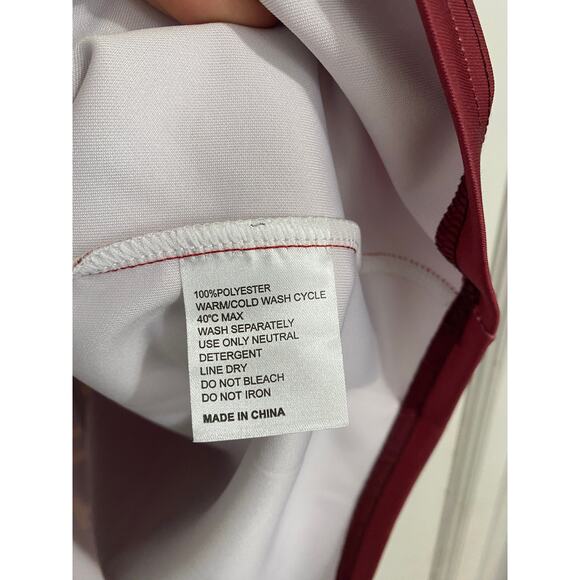 100%POLYESTER
WARM/COLD WASH CYCLE
40°C MAX
WASH SEPARATELY
USE ONLY NEUTRAL
DETERGENT
LINE DRY
DO NOT BLEACH
DO NOT IRON
MADE IN CHINA